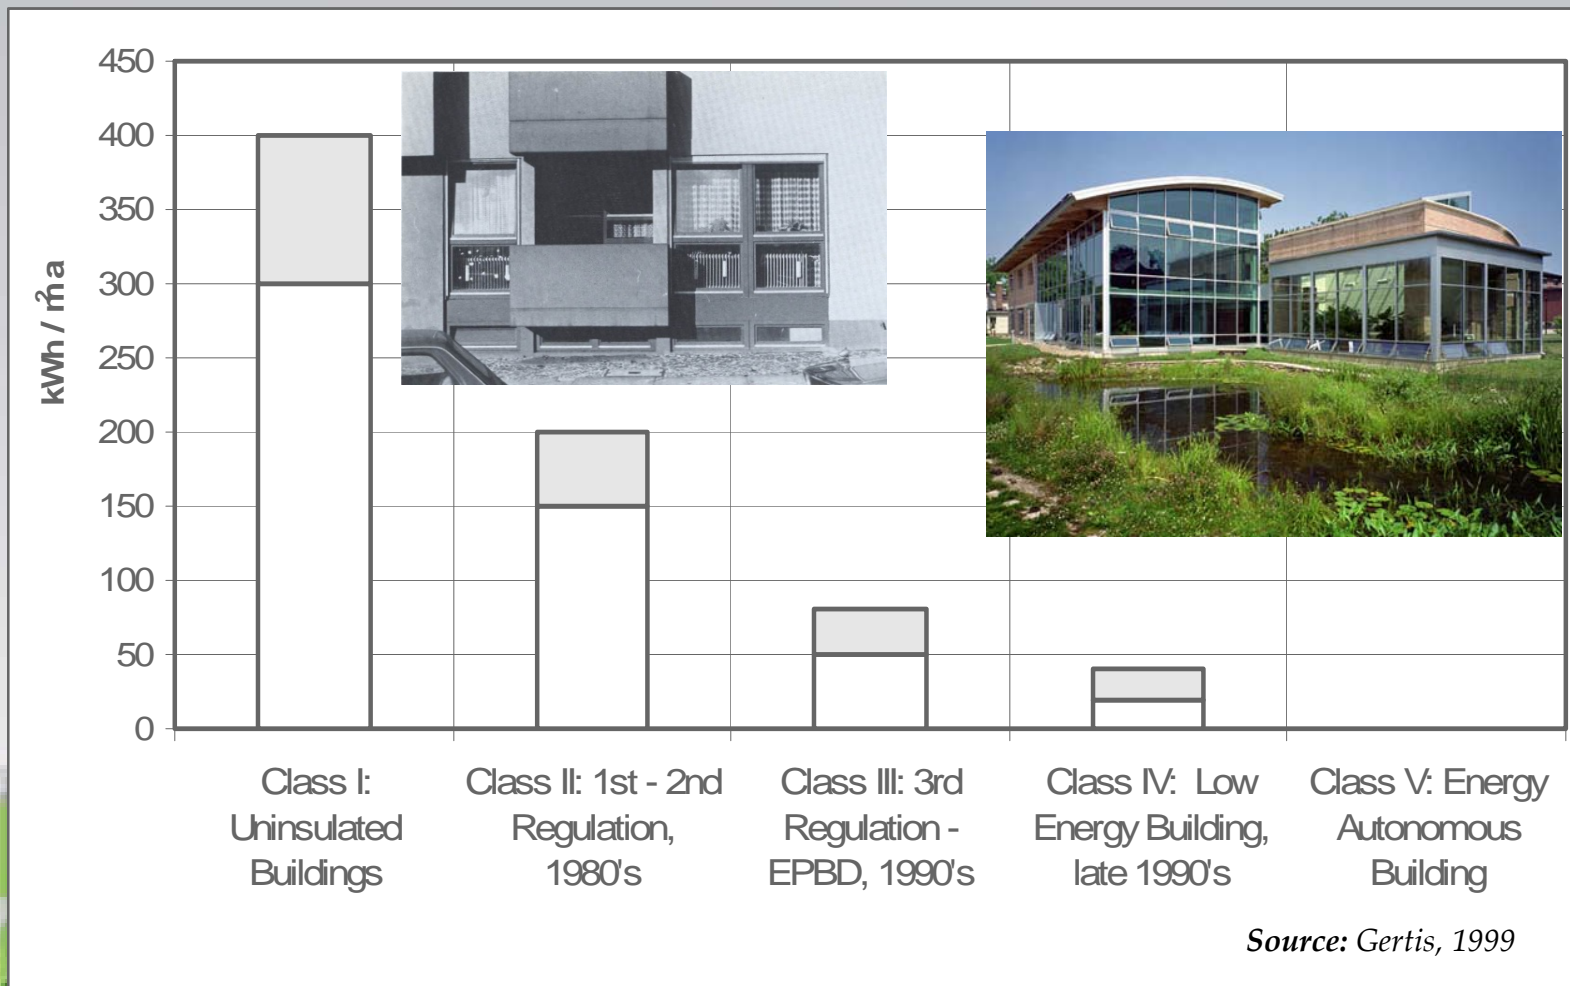 450
400
350
300
250
200
150
100
50
0
kWh / m²a
Class I:
Uninsulated
Buildings
Class II: 1st - 2nd
Regulation,
1980's
Class III: 3rd
Regulation -
EPBD, 1990's
Class IV: Low
Energy Building,
late 1990's
Class V: Energy
Autonomous
Building
Source: Gertis, 1999